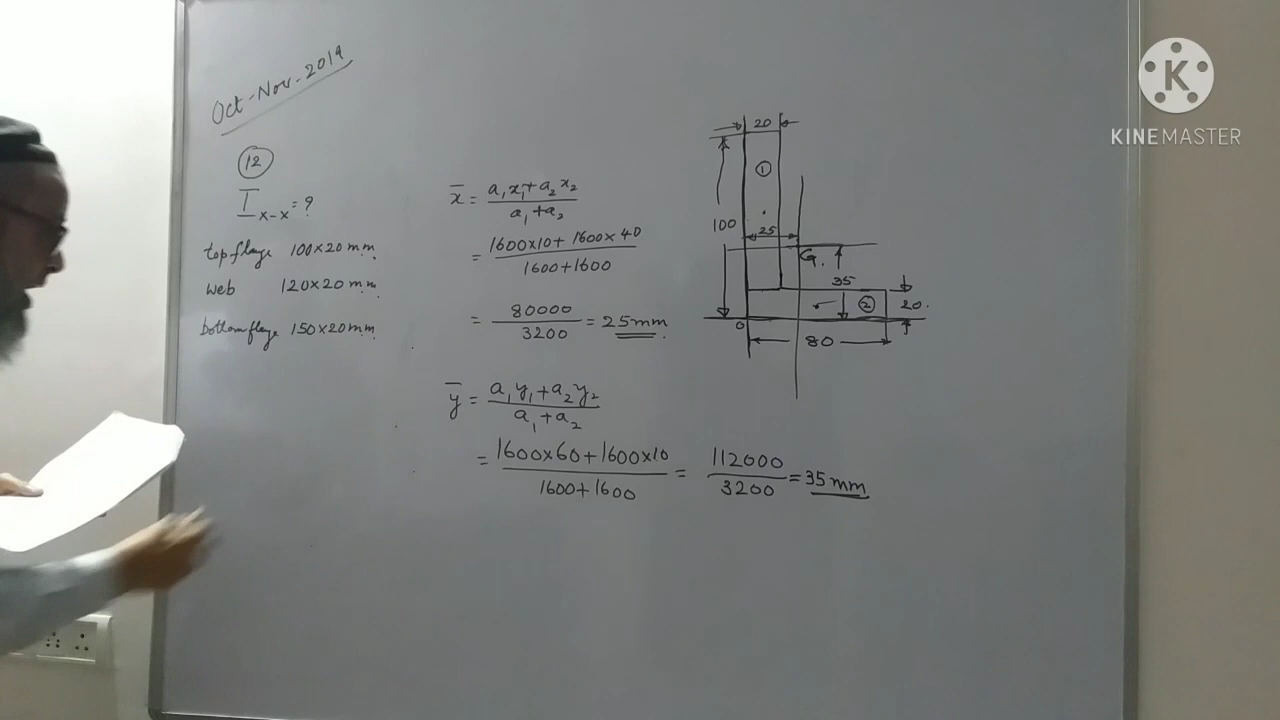 Oct-Nov-2019
12
I x-x = ?
top flange 100×20 mm.
web 120×20 mm.
bottom flange 150×20 mm
x̄ = a₁x₁+a₂x₂ / a₁+a₂
= 1600×10+1600×40 / 1600+1600
= 80000 / 3200 = 25mm.
ȳ = a₁y₁+a₂y₂ / a₁+a₂
= 1600×60+1600×10 / 1600+1600 = 112000 / 3200 = 35 mm
20
1
100
25
G.
35
2
20.
0
80
K
KINEMASTER